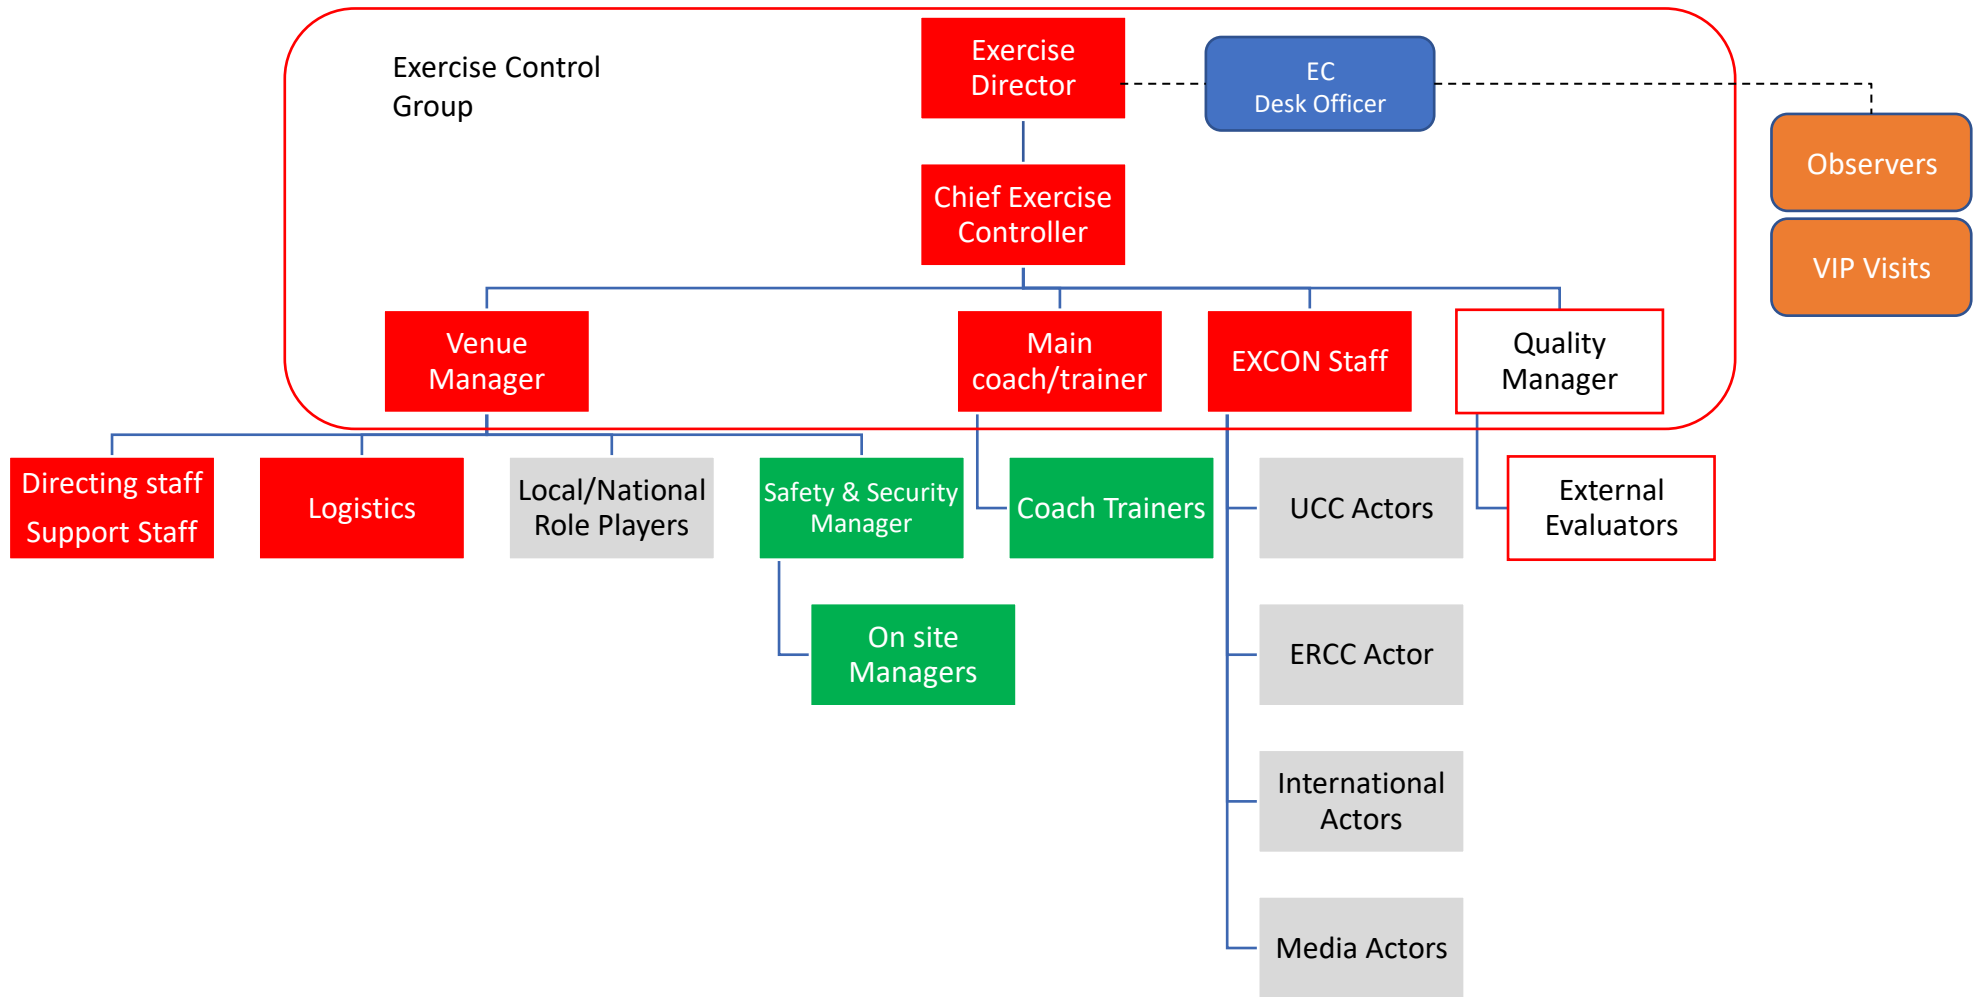 Exercise Control
Group
Exercise
Director
EC
Desk Officer
Observers
VIP Visits
Chief Exercise
Controller
Venue
Manager
Main
coach/trainer
EXCON Staff
Quality
Manager
Directing staff
Support Staff
Logistics
Local/National
Role Players
Safety & Security
Manager
Coach Trainers
UCC Actors
External
Evaluators
On site
Managers
ERCC Actor
International
Actors
Media Actors